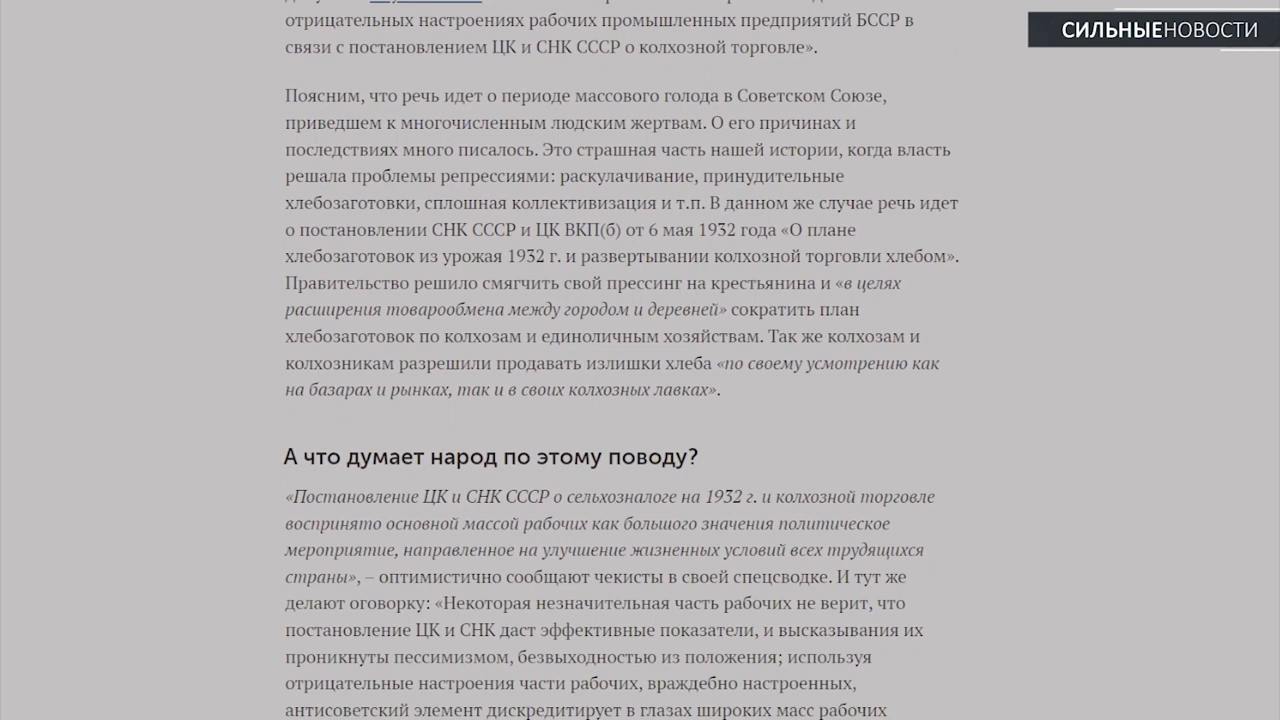 отрицательных настроениях рабочих промышленных предприятий БССР в
связи с постановлением ЦК и СНК СССР о колхозной торговле».
СИЛЬНЫЕНОВОСТИ
Поясним, что речь идет о периоде массового голода в Советском Союзе,
приведшем к многочисленным людским жертвам. О его причинах и
последствиях много писалось. Это страшная часть нашей истории, когда власть
решала проблемы репрессиями: раскулачивание, принудительные
хлебозаготовки, сплошная коллективизация и т.п. В данном же случае речь идет
о постановлении СНК СССР и ЦК ВКП(б) от 6 мая 1932 года «О плане
хлебозаготовок из урожая 1932 г. и развертывании колхозной торговли хлебом».
Правительство решило смягчить свой прессинг на крестьянина и «в целях
расширения товарообмена между городом и деревней» сократить план
хлебозаготовок по колхозам и единоличным хозяйствам. Так же колхозам и
колхозникам разрешили продавать излишки хлеба «по своему усмотрению как
на базарах и рынках, так и в своих колхозных лавках».
А что думает народ по этому поводу?
«Постановление ЦК и СНК СССР о сельхозналоге на 1932 г. и колхозной торговле
воспринято основной массой рабочих как большого значения политическое
мероприятие, направленное на улучшение жизненных условий всех трудящихся
страны», – оптимистично сообщают чекисты в своей спецсводке. И тут же
делают оговорку: «Некоторая незначительная часть рабочих не верит, что
постановление ЦК и СНК даст эффективные показатели, и высказывания их
проникнуты пессимизмом, безвыходностью из положения; используя
отрицательные настроения части рабочих, враждебно настроенных,
антисоветский элемент дискредитирует в глазах широких масс рабочих